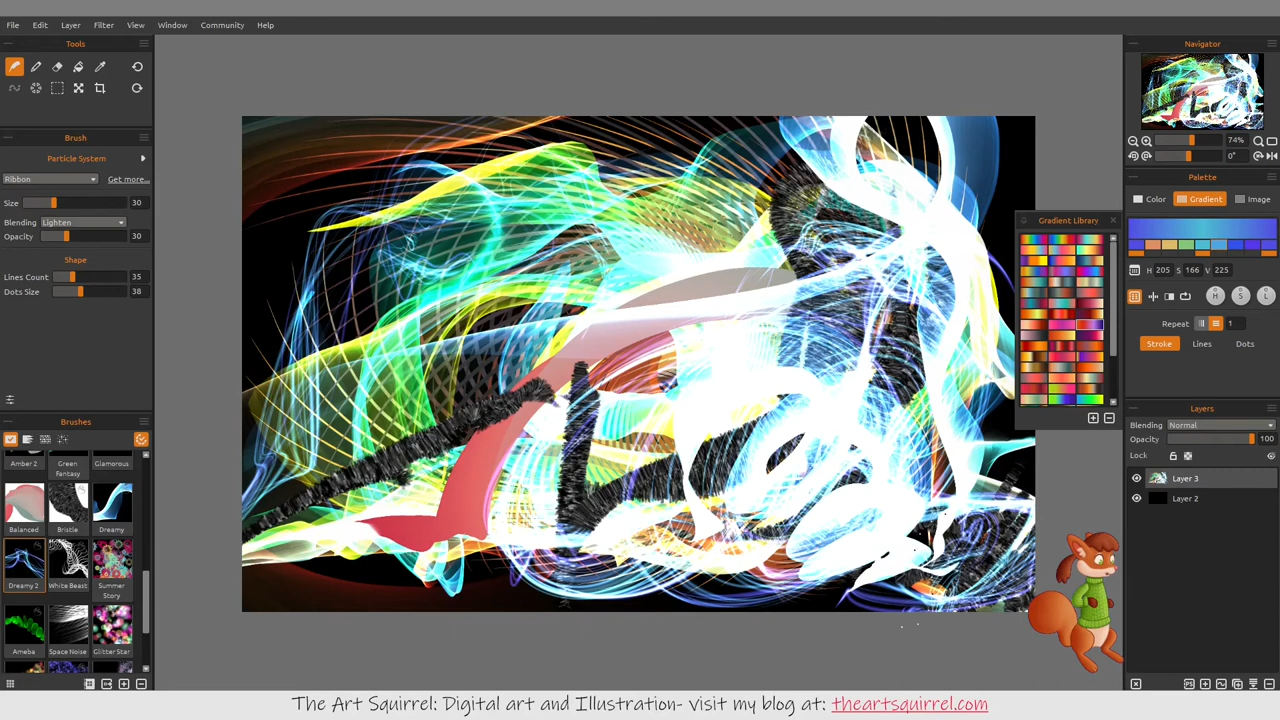 File Edit Layer Filter View Window Community Help
Tools
Brush
Particle System
Ribbon Get more...
Size 30
Blending Lighten
Opacity 30
Shape
Lines Count 35
Dots Size 38
Brushes
Amber 2 Green Fantasy Glamorous
Balanced Bristle Dreamy
Dreamy 2 White Beast Summer Story
Ameba Space Noise Glitter Star
Gradient Library
Navigator
74%
0°
Palette
Color Gradient Image
H 205 S 166 V 225
H S L
Repeat 1
Stroke Lines Dots
Layers
Blending Normal
Opacity 100
Lock
Layer 3
Layer 2
PS
The Art Squirrel: Digital art and Illustration- visit my blog at: theartsquirrel.com